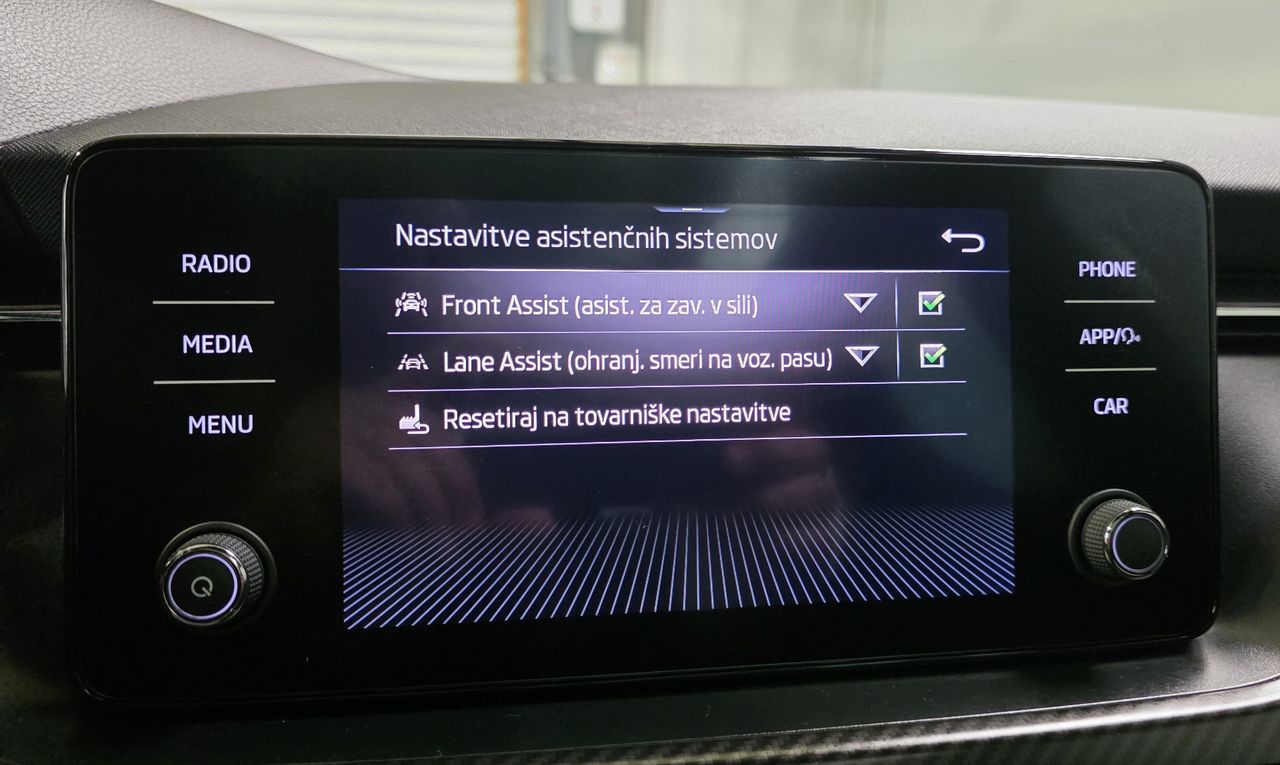 Nastavitve asistenčnih sistemov
RADIO
MEDIA
MENU
Front Assist (asist. za zav. v sili)
Lane Assist (ohranj. smeri na voz. pasu)
Resetiraj na tovarniške nastavitve
PHONE
APP/
CAR